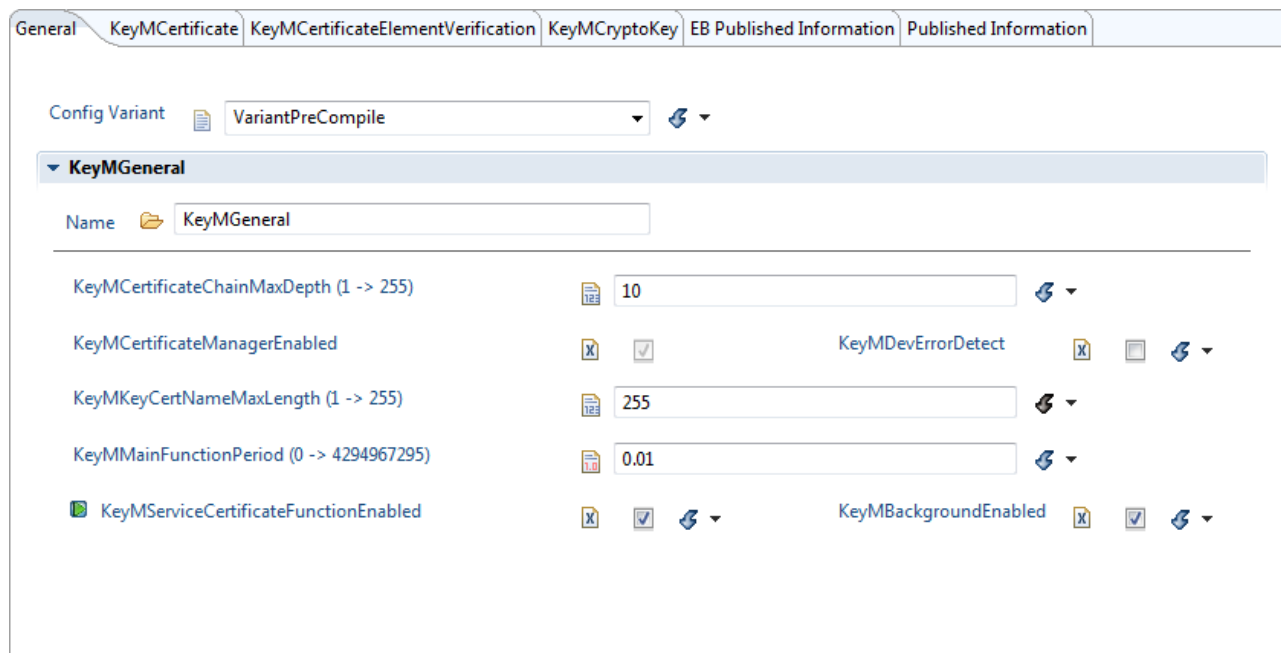 General KeyMCertificate KeyMCertificateElementVerification KeyMCryptoKey EB Published Information Published Information
Config Variant VariantPreCompile
KeyMGeneral
Name KeyMGeneral
KeyMCertificateChainMaxDepth (1 -> 255) 10
KeyMCertificateManagerEnabled KeyMDevErrorDetect
KeyMKeyCertNameMaxLength (1 -> 255) 255
KeyMMainFunctionPeriod (0 -> 4294967295) 0.01
KeyMServiceCertificateFunctionEnabled KeyMBackgroundEnabled